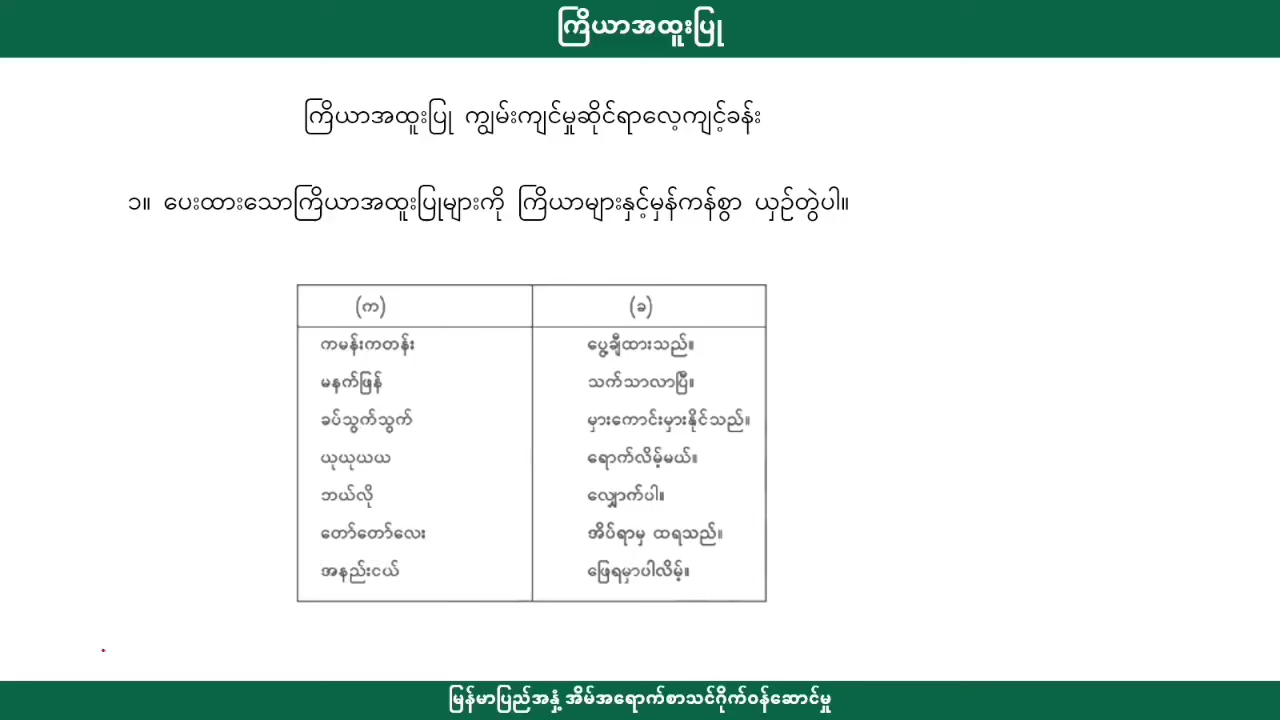 ကြိယာအထူးပြု
ကြိယာအထူးပြု ကျွမ်းကျင်မှုဆိုင်ရာလေ့ကျင့်ခန်း
၁။ ပေးထားသောကြိယာအထူးပြုများကို ကြိယာများနှင့်မှန်ကန်စွာ ယှဉ်တွဲပါ။
(က) (ခ)
ကမန်းကတန်း ပွေ့ချီထားသည်။
မနက်ဖြန် သက်သာလာပြီ။
ခပ်သွက်သွက် မှားကောင်းမှားနိုင်သည်။
ယုယုယယ ရောက်လိမ့်မယ်။
ဘယ်လို လျှောက်ပါ။
တော်တော်လေး အိပ်ရာမှ ထရသည်။
အနည်းငယ် ဖြေရမှာပါလိမ့်။
မြန်မာပြည်အနှံ့ အိမ်အရောက်စာသင်ဂိုက်ဝန်ဆောင်မှု